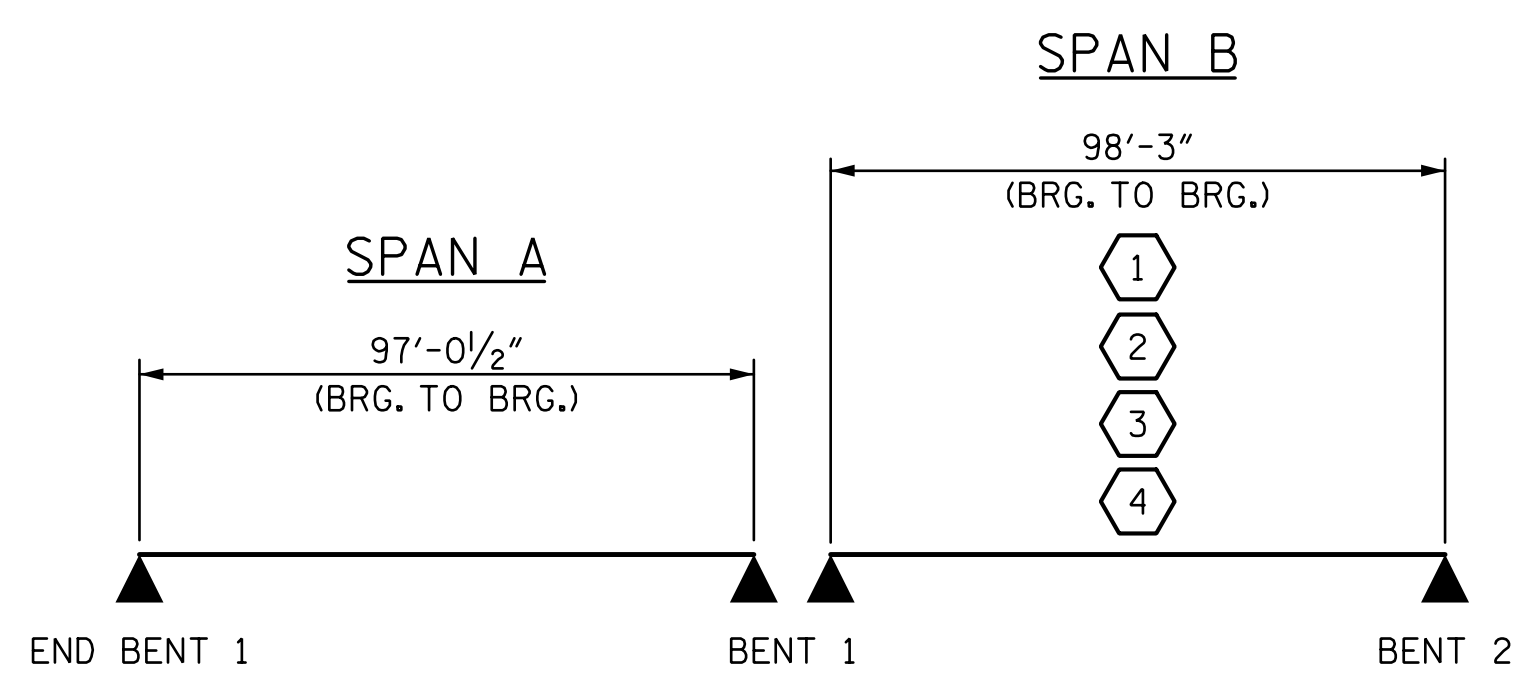 SPAN B
98'-3"
(BRG. TO BRG.)
1
2
3
4
SPAN A
97'-0½"
(BRG. TO BRG.)
END BENT 1
BENT 1
BENT 2